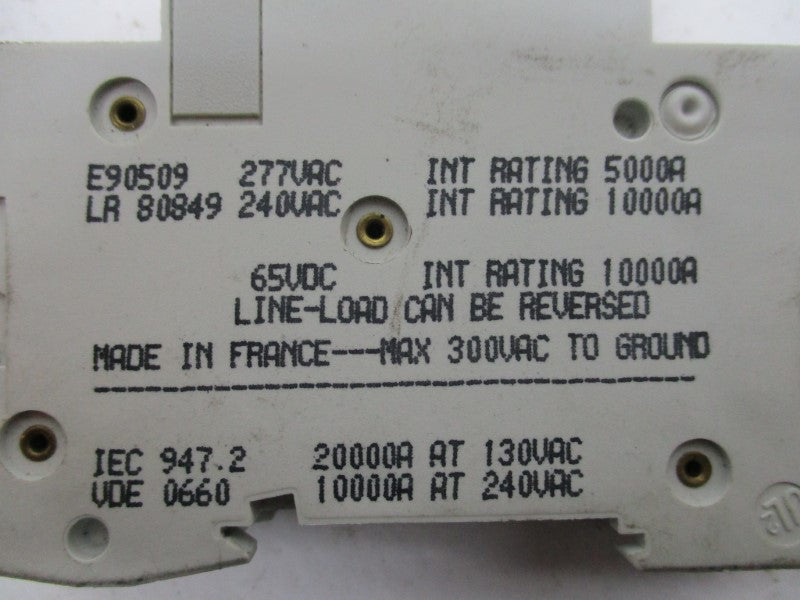 E90509 277VAC INT RATING 5000A
LR 80849 240VAC INT RATING 10000A
65VDC INT RATING 10000A
LINE-LOAD CAN BE REVERSED
MADE IN FRANCE---MAX 300VAC TO GROUND
IEC 947.2 20000A AT 130VAC
VDE 0660 10000A AT 240VAC